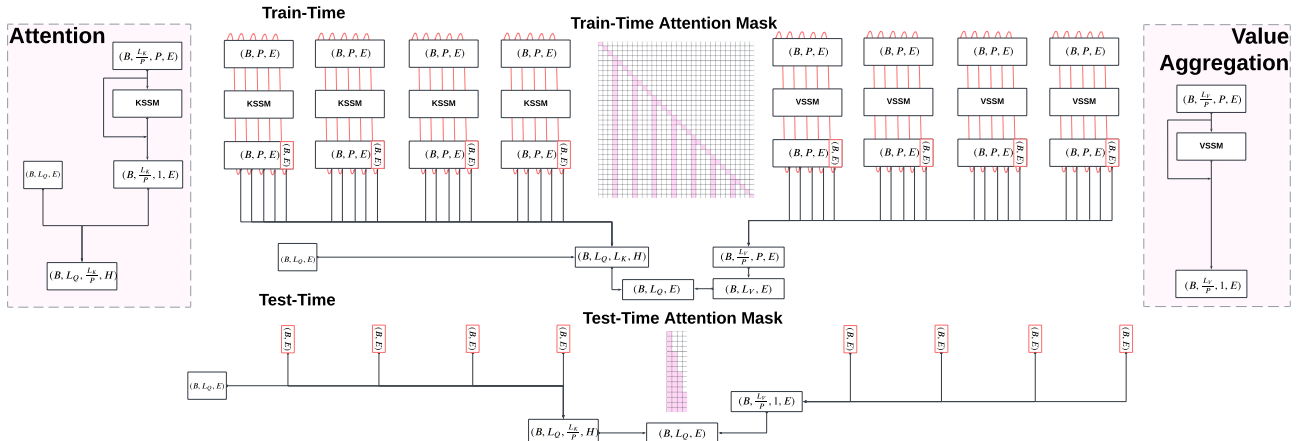 Attention
(B, L_K/P, P, E)
KSSM
(B, L_Q, E)
(B, L_K/P, 1, E)
(B, L_Q, L_K/P, H)
Train-Time
(B, P, E)
(B, P, E)
(B, P, E)
(B, P, E)
KSSM
KSSM
KSSM
KSSM
(B, P, E)
(B, E)
(B, P, E)
(B, E)
(B, P, E)
(B, E)
(B, P, E)
(B, E)
Train-Time Attention Mask
(B, P, E)
(B, P, E)
(B, P, E)
(B, P, E)
VSSM
VSSM
VSSM
VSSM
(B, P, E)
(B, E)
(B, P, E)
(B, E)
(B, P, E)
(B, E)
(B, P, E)
(B, E)
(B, L_Q, E)
(B, L_Q, L_K, H)
(B, L_V/P, P, E)
(B, L_Q, E)
(B, L_V, E)
Value
Aggregation
(B, L_V/P, P, E)
VSSM
(B, L_V/P, 1, E)
Test-Time
Test-Time Attention Mask
(B, E)
(B, E)
(B, E)
(B, E)
(B, E)
(B, E)
(B, E)
(B, E)
(B, L_Q, E)
(B, L_V/P, 1, E)
(B, L_Q, L_K/P, H)
(B, L_Q, E)